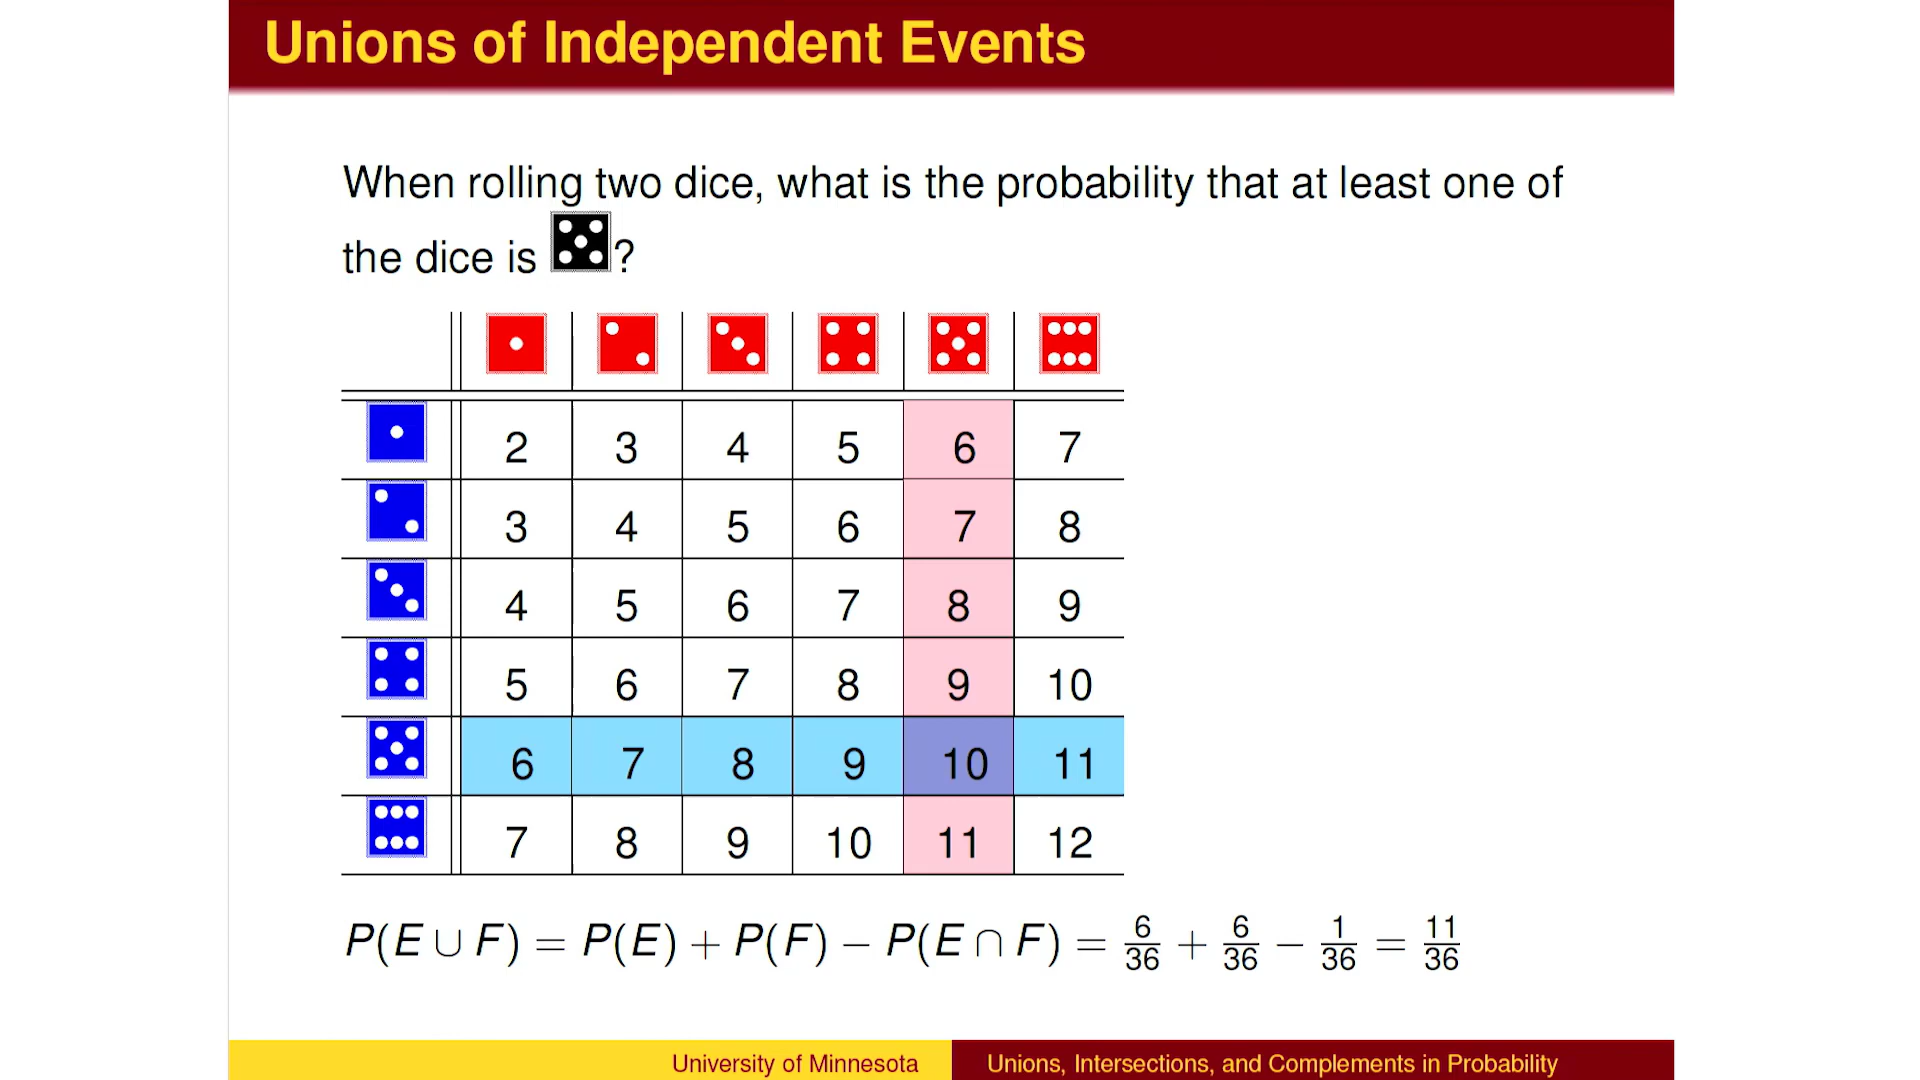 Unions of Independent Events
When rolling two dice, what is the probability that at least one of
the dice is ?
2 3 4 5 6 7
3 4 5 6 7 8
4 5 6 7 8 9
5 6 7 8 9 10
6 7 8 9 10 11
7 8 9 10 11 12
P(E ∪ F) = P(E) + P(F) − P(E ∩ F) = 6/36 + 6/36 − 1/36 = 11/36
University of Minnesota Unions, Intersections, and Complements in Probability